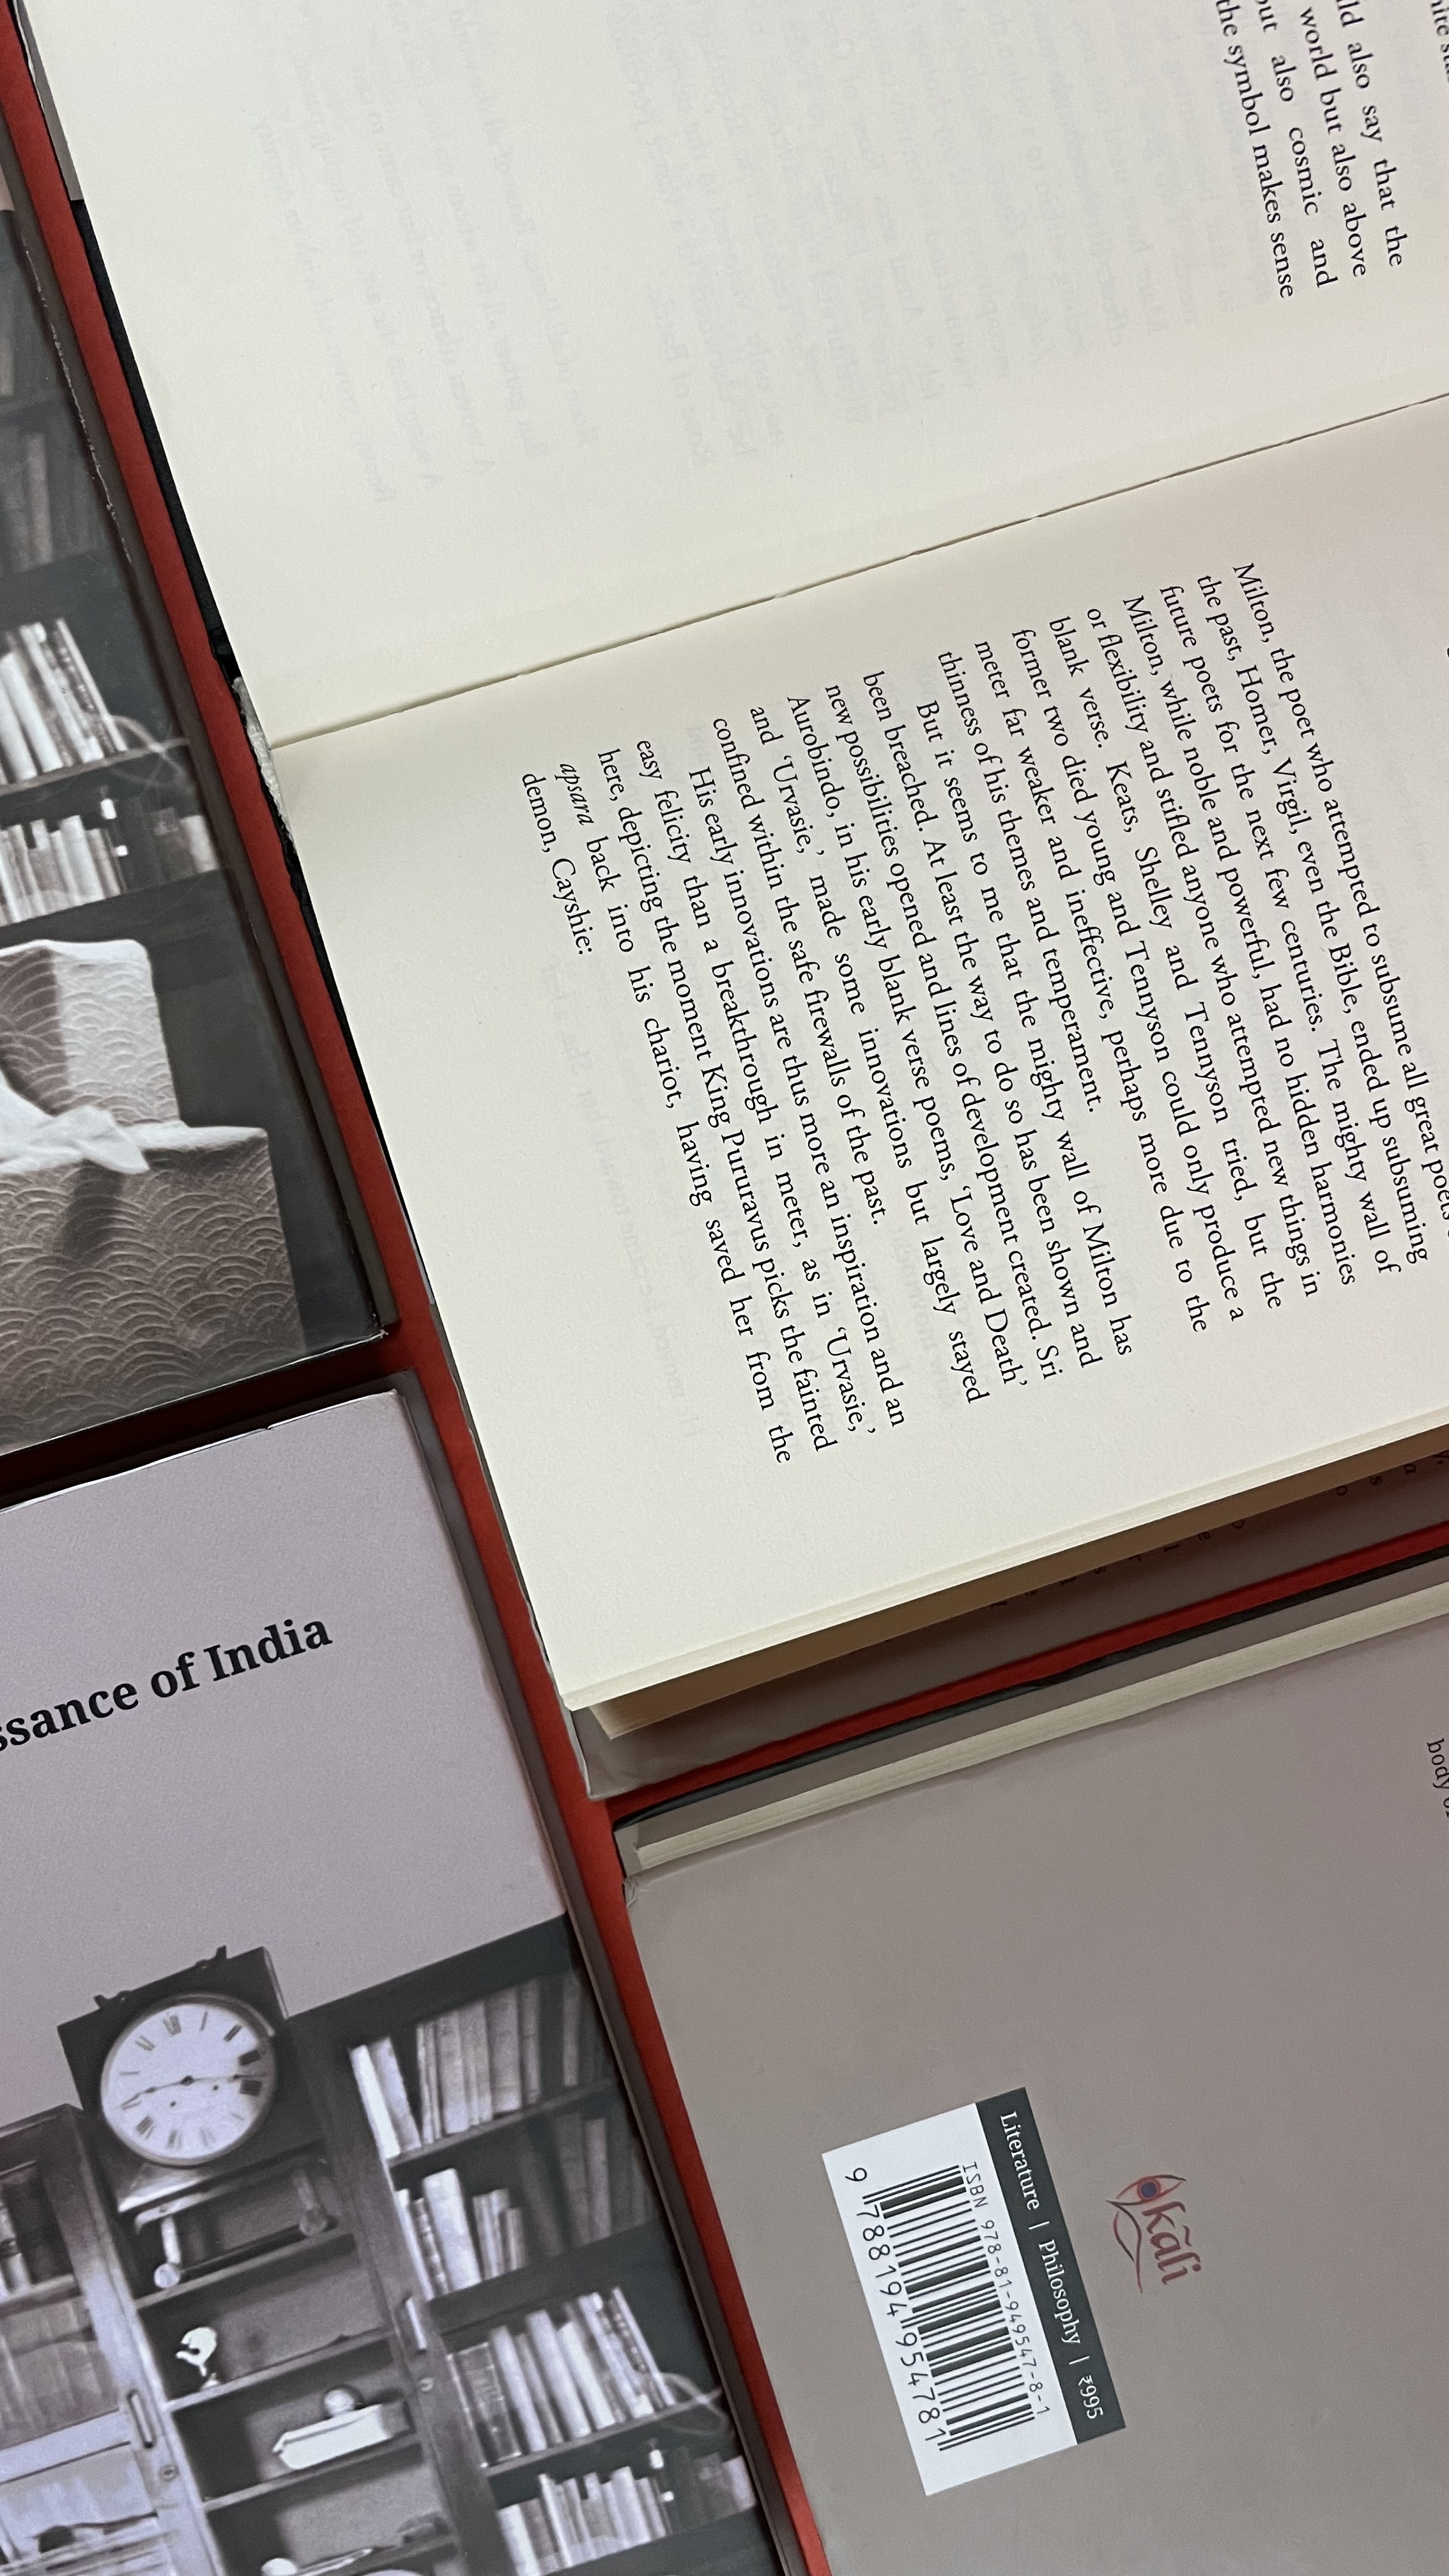 ld also say that the
world but also above
ut also cosmic and
the symbol makes sense
Milton, the poet who attempted to subsume all great poets
the past, Homer, Virgil, even the Bible, ended up subsuming
future poets for the next few centuries. The mighty wall of
Milton, while noble and powerful, had no hidden harmonies
or flexibility and stifled anyone who attempted new things in
blank verse. Keats, Shelley and Tennyson tried, but the
former two died young and Tennyson could only produce a
meter far weaker and ineffective, perhaps more due to the
thinness of his themes and temperament.
But it seems to me that the mighty wall of Milton has
been breached. At least the way to do so has been shown and
new possibilities opened and lines of development created. Sri
Aurobindo, in his early blank verse poems, ‘Love and Death’
and ‘Urvasie,’ made some innovations but largely stayed
confined within the safe firewalls of the past.
His early innovations are thus more an inspiration and an
easy felicity than a breakthrough in meter, as in ‘Urvasie,’
here, depicting the moment King Pururavus picks the fainted
apsara back into his chariot, having saved her from the
demon, Cayshie:
ssance of India
body
kāli
Literature | Philosophy | ₹995
ISBN 978-81-949547-8-1
9 788194 954781